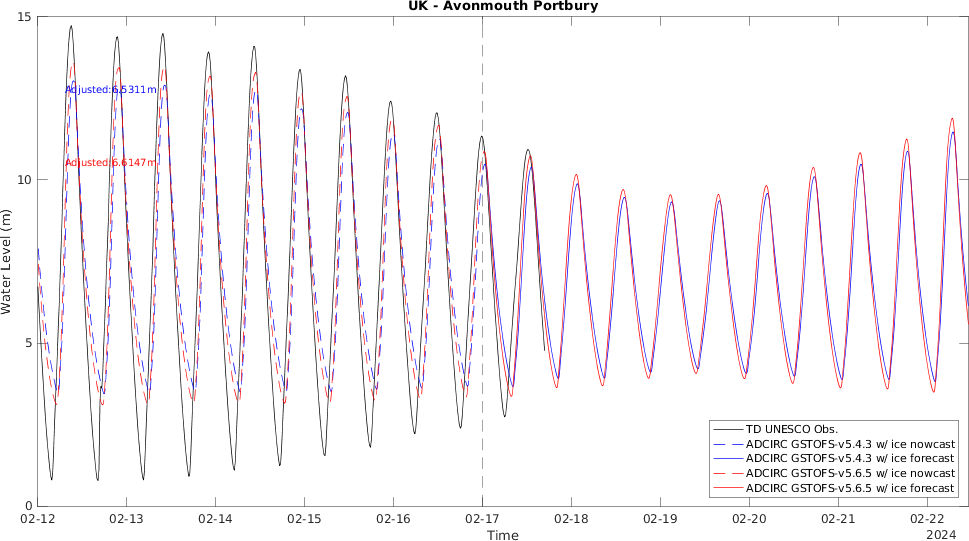 UK - Avonmouth Portbury
15
10
5
0
Water Level (m)
Adjusted:6.5311m
Adjusted:6.6147m
TD UNESCO Obs.
ADCIRC GSTOFS-v5.4.3 w/ ice nowcast
ADCIRC GSTOFS-v5.4.3 w/ ice forecast
ADCIRC GSTOFS-v5.6.5 w/ ice nowcast
ADCIRC GSTOFS-v5.6.5 w/ ice forecast
02-12 02-13 02-14 02-15 02-16 02-17 02-18 02-19 02-20 02-21 02-22
Time
2024